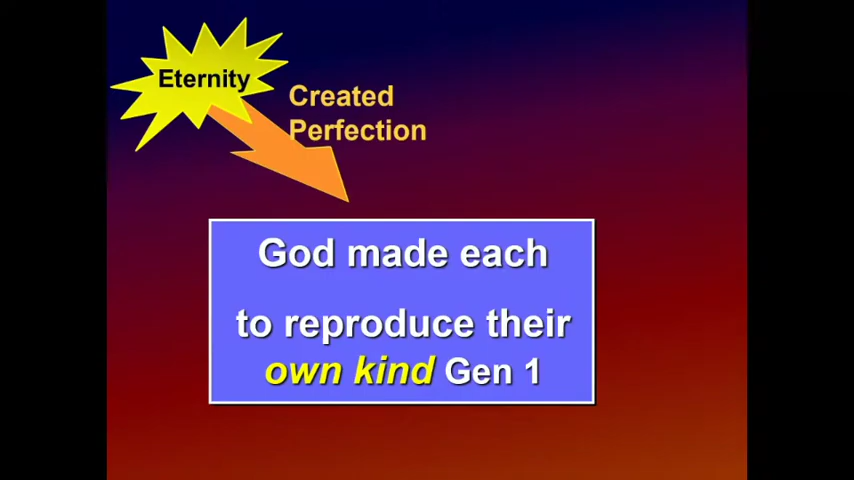 Eternity
Created
Perfection
God made each
to reproduce their
own kind Gen 1